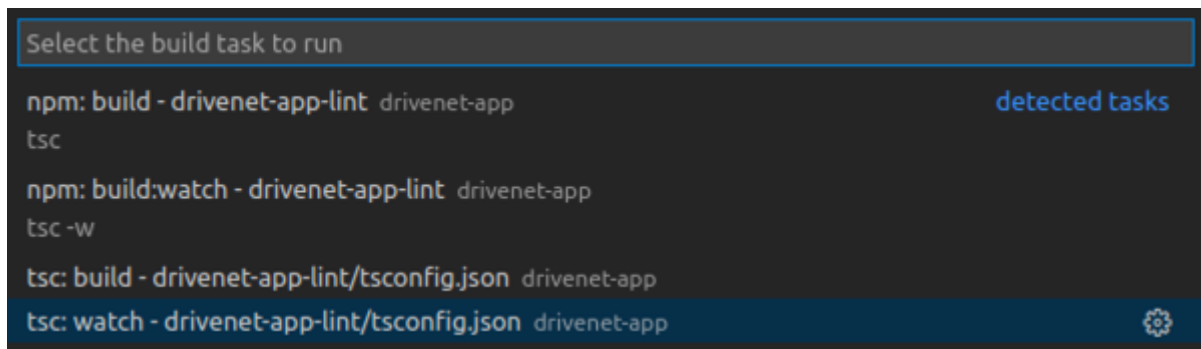 Select the build task to run
npm: build - drivenet-app-lint drivenet-app detected tasks
tsc
npm: build:watch - drivenet-app-lint drivenet-app
tsc -w
tsc: build - drivenet-app-lint/tsconfig.json drivenet-app
tsc: watch - drivenet-app-lint/tsconfig.json drivenet-app